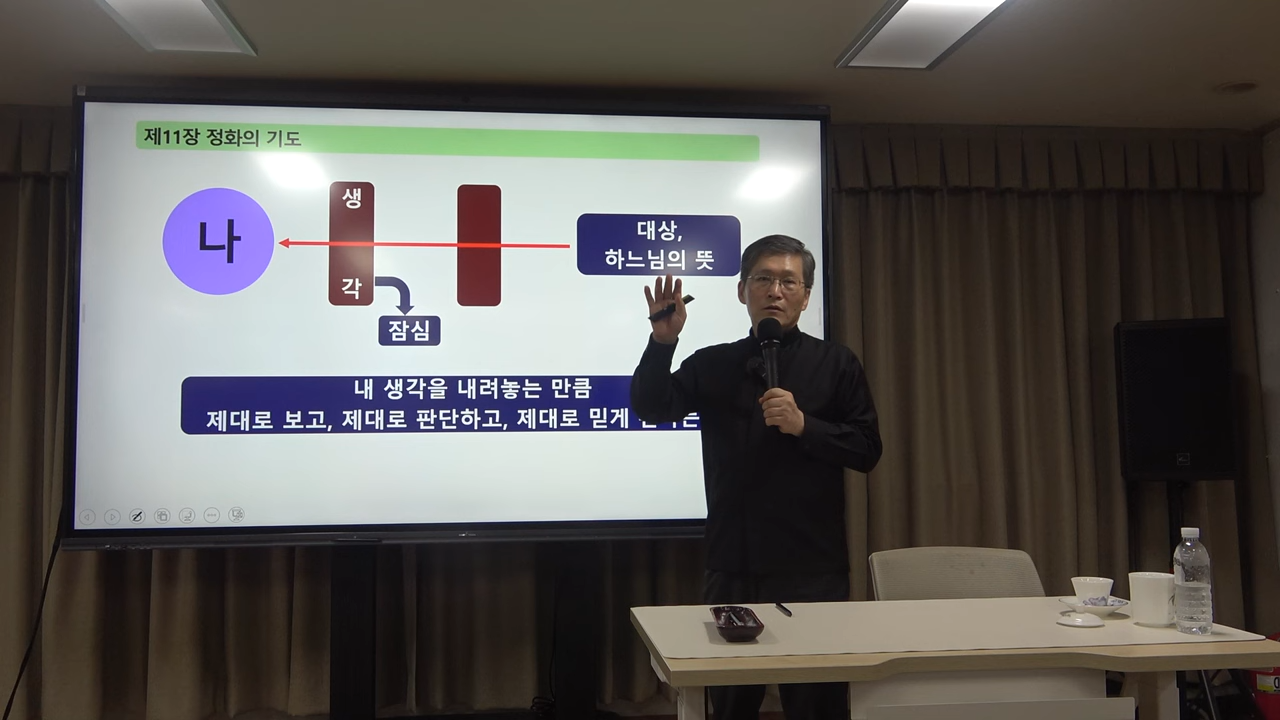 제11장 정화의 기도
나
생
각
잠심
대상,
하느님의 뜻
내 생각을 내려놓는 만큼
제대로 보고, 제대로 판단하고, 제대로 믿게